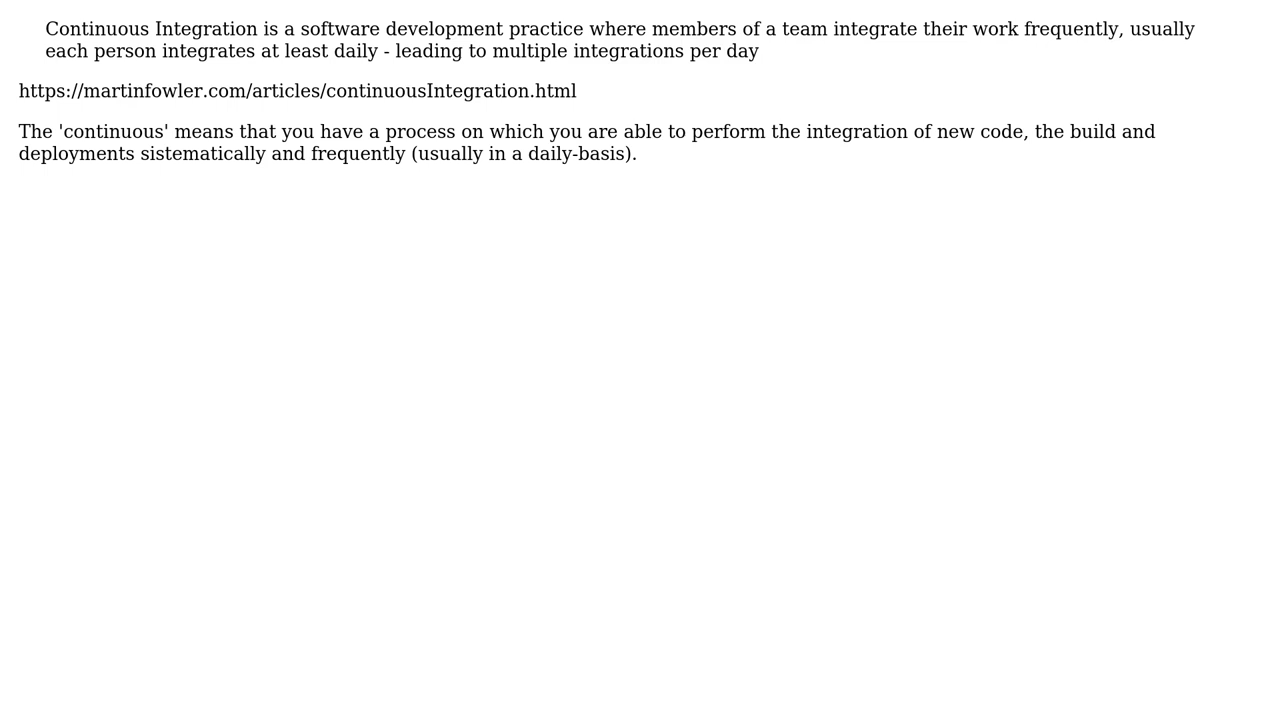 Continuous Integration is a software development practice where members of a team integrate their work frequently, usually
each person integrates at least daily - leading to multiple integrations per day
https://martinfowler.com/articles/continuousIntegration.html
The 'continuous' means that you have a process on which you are able to perform the integration of new code, the build and
deployments sistematically and frequently (usually in a daily-basis).